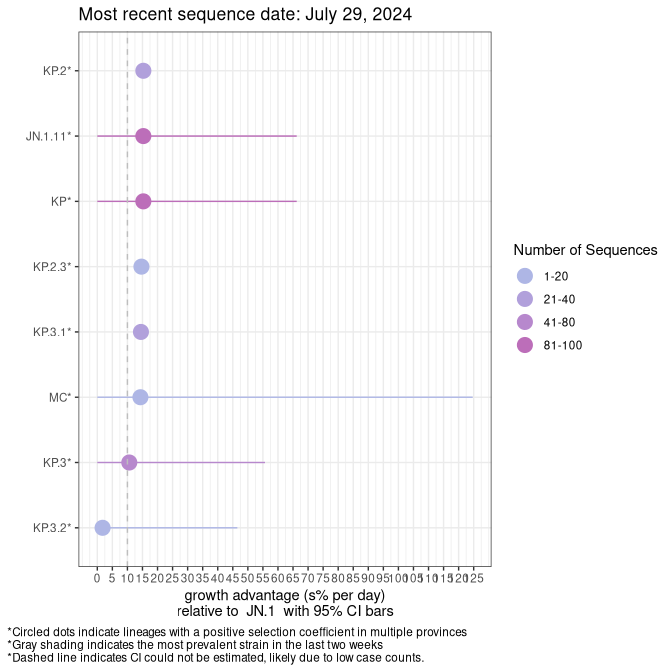 Most recent sequence date: July 29, 2024
KP.2*
JN.1.11*
KP*
KP.2.3*
KP.3.1*
MC*
KP.3*
KP.3.2*
0 5 10 15 20 25 30 35 40 45 50 55 60 65 70 75 80 85 90 95 100 105 110 115 120 125
growth advantage (s% per day)
relative to JN.1 with 95% CI bars
Number of Sequences
1-20
21-40
41-80
81-100
*Circled dots indicate lineages with a positive selection coefficient in multiple provinces
*Gray shading indicates the most prevalent strain in the last two weeks
*Dashed line indicates CI could not be estimated, likely due to low case counts.